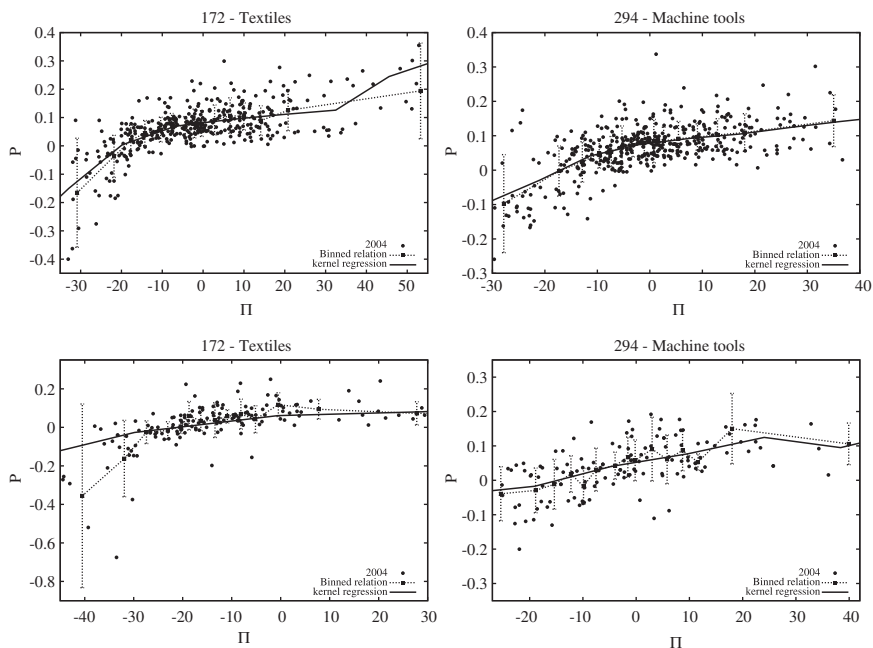 172 - Textiles
0.4
0.3
0.2
0.1
0
-0.1
-0.2
-0.3
-0.4
P
-30 -20 -10 0 10 20 30 40 50
Π
2004
Binned relation
kernel regression
294 - Machine tools
0.4
0.3
0.2
0.1
0
-0.1
-0.2
-0.3
P
-30 -20 -10 0 10 20 30 40
Π
2004
Binned relation
kernel regression
172 - Textiles
0.2
0
-0.2
-0.4
-0.6
-0.8
P
-40 -30 -20 -10 0 10 20 30
Π
2004
Binned relation
kernel regression
294 - Machine tools
0.3
0.2
0.1
0
-0.1
-0.2
-0.3
P
-20 -10 0 10 20 30 40
Π
2004
Binned relation
kernel regression